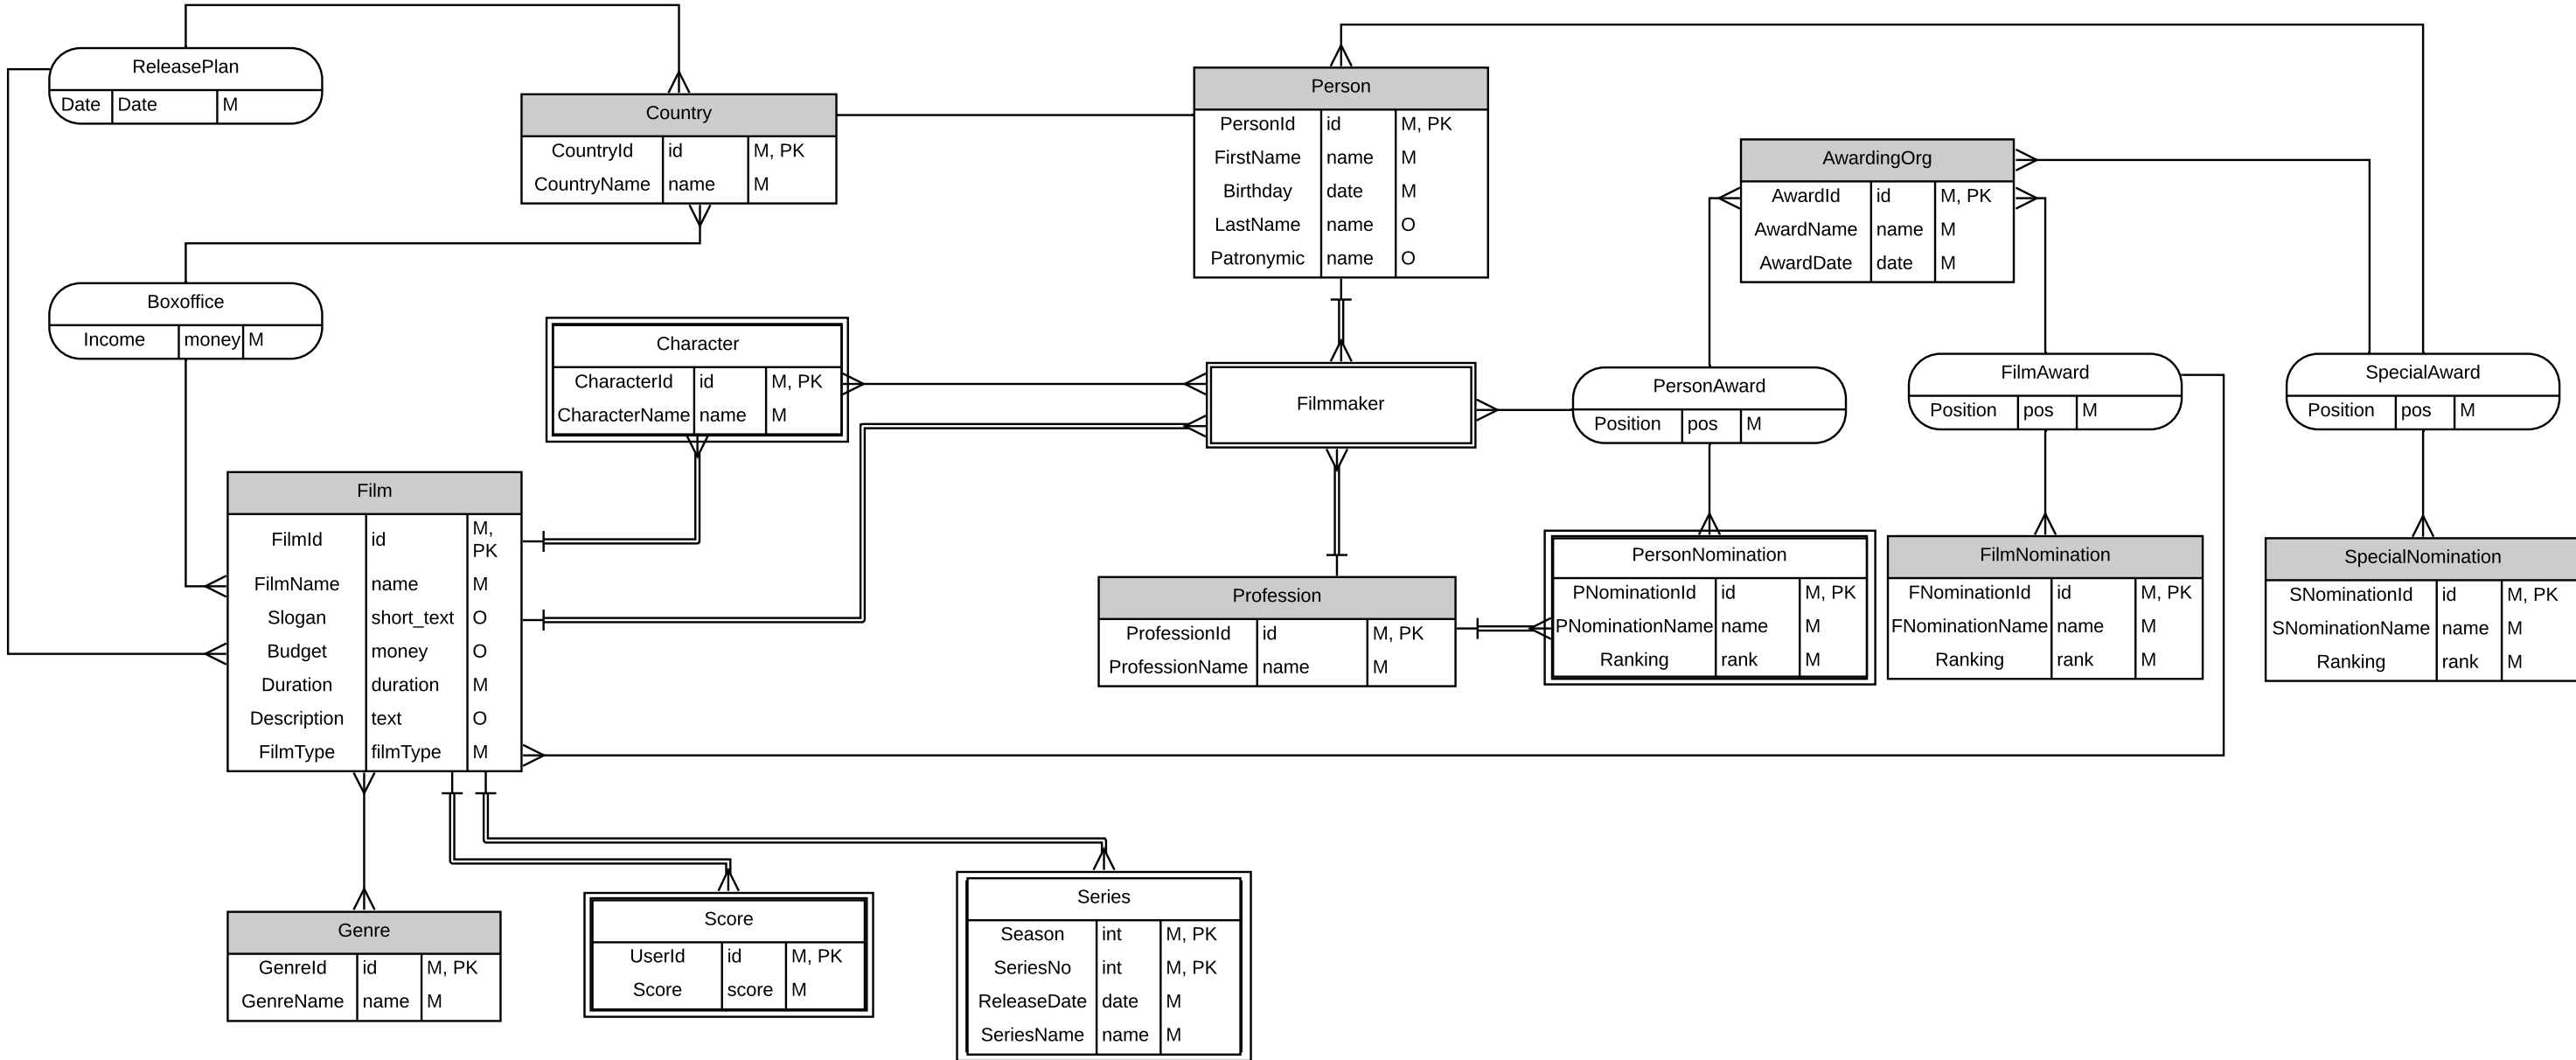 ReleasePlan
Date Date M
Country
CountryId id M, PK
CountryName name M
Person
PersonId id M, PK
FirstName name M
Birthday date M
LastName name O
Patronymic name O
AwardingOrg
AwardId id M, PK
AwardName name M
AwardDate date M
Boxoffice
Income money M
Character
CharacterId id M, PK
CharacterName name M
Filmmaker
PersonAward
Position pos M
FilmAward
Position pos M
SpecialAward
Position pos M
Film
FilmId id M, PK
FilmName name M
Slogan short_text O
Budget money O
Duration duration M
Description text O
FilmType filmType M
Profession
ProfessionId id M, PK
ProfessionName name M
PersonNomination
PNominationId id M, PK
PNominationName name M
Ranking rank M
FilmNomination
FNominationId id M, PK
FNominationName name M
Ranking rank M
SpecialNomination
SNominationId id M, PK
SNominationName name M
Ranking rank M
Genre
GenreId id M, PK
GenreName name M
Score
UserId id M, PK
Score score M
Series
Season int M, PK
SeriesNo int M, PK
ReleaseDate date M
SeriesName name M